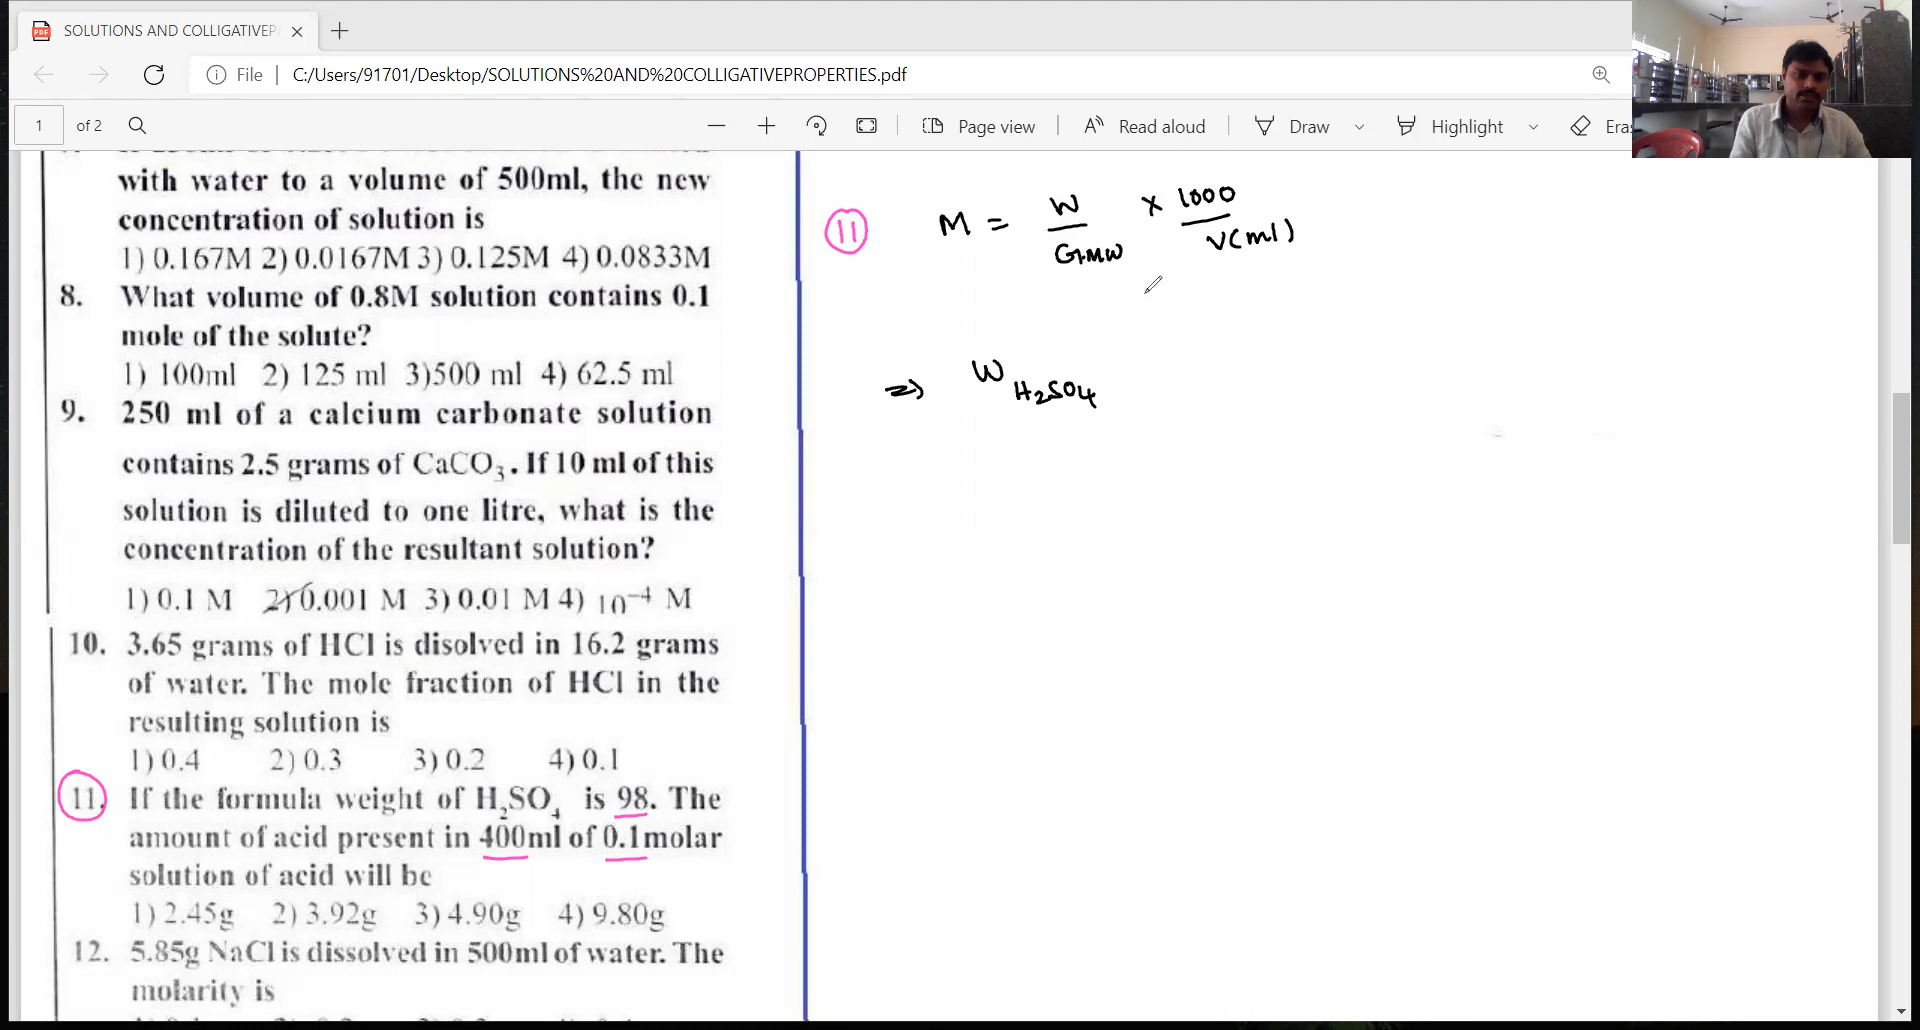 SOLUTIONS AND COLLIGATIVEP
File | C:/Users/91701/Desktop/SOLUTIONS%20AND%20COLLIGATIVEPROPERTIES.pdf
1 of 2 Page view Read aloud Draw Highlight Era
with water to a volume of 500ml, the new
concentration of solution is
1) 0.167M 2) 0.0167M 3) 0.125M 4) 0.0833M
8. What volume of 0.8M solution contains 0.1
mole of the solute?
1) 100ml 2) 125 ml 3)500 ml 4) 62.5 ml
9. 250 ml of a calcium carbonate solution
contains 2.5 grams of CaCO₃. If 10 ml of this
solution is diluted to one litre, what is the
concentration of the resultant solution?
1) 0.1 M 2) 0.001 M 3) 0.01 M 4) 10⁻⁴ M
10. 3.65 grams of HCl is disolved in 16.2 grams
of water. The mole fraction of HCl in the
resulting solution is
1) 0.4 2) 0.3 3) 0.2 4) 0.1
11. If the formula weight of H₂SO₄ is 98. The
amount of acid present in 400ml of 0.1molar
solution of acid will be
1) 2.45g 2) 3.92g 3) 4.90g 4) 9.80g
12. 5.85g NaCl is dissolved in 500ml of water. The
molarity is
11 M = W/GMW × 1000/V(ml)
⇒ W H₂SO₄